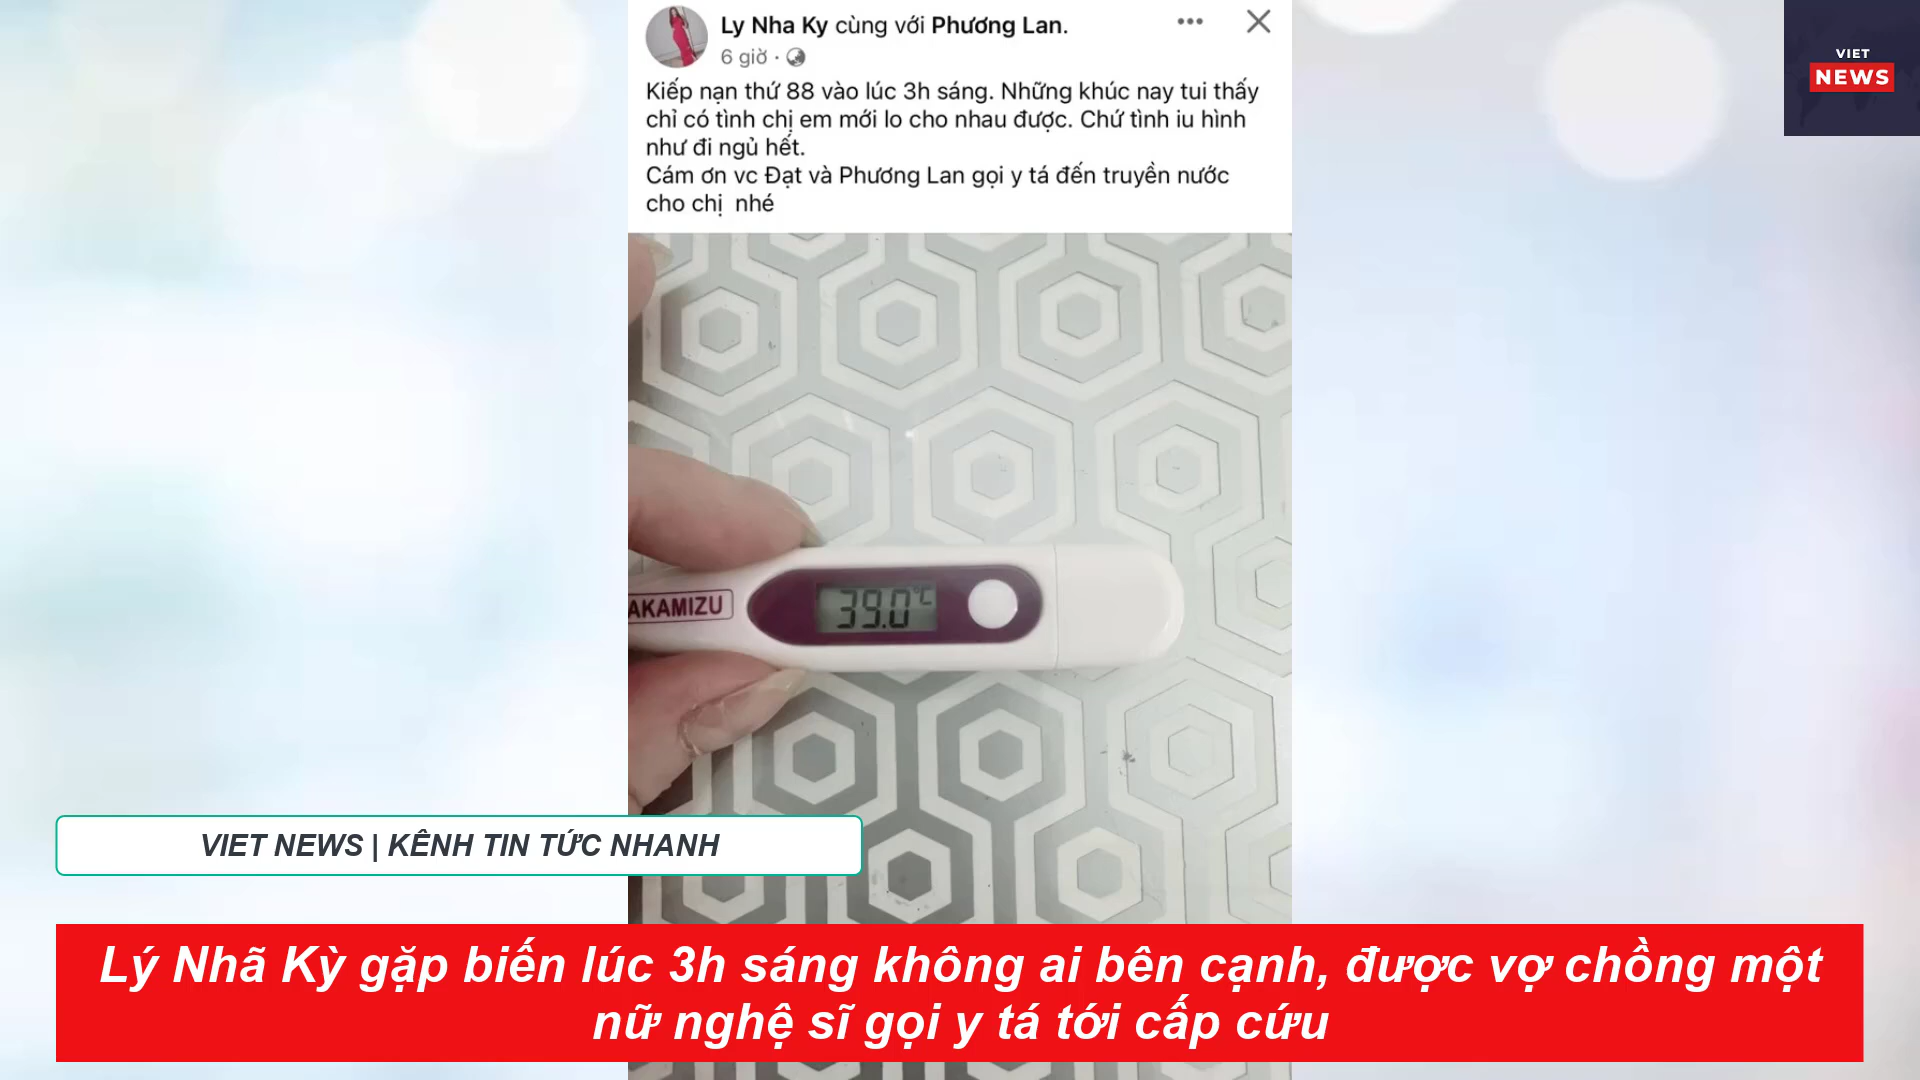 Ly Nha Ky cùng với Phương Lan.
6 giờ ·
Kiếp nạn thứ 88 vào lúc 3h sáng. Những khúc nay tui thấy
chỉ có tình chị em mới lo cho nhau được. Chứ tình iu hình
như đi ngủ hết.
Cám ơn vc Đạt và Phương Lan gọi y tá đến truyền nước
cho chị nhé
VIET
NEWS
AKAMIZU
39.0°C
VIET NEWS | KÊNH TIN TỨC NHANH
Lý Nhã Kỳ gặp biến lúc 3h sáng không ai bên cạnh, được vợ chồng một
nữ nghệ sĩ gọi y tá tới cấp cứu